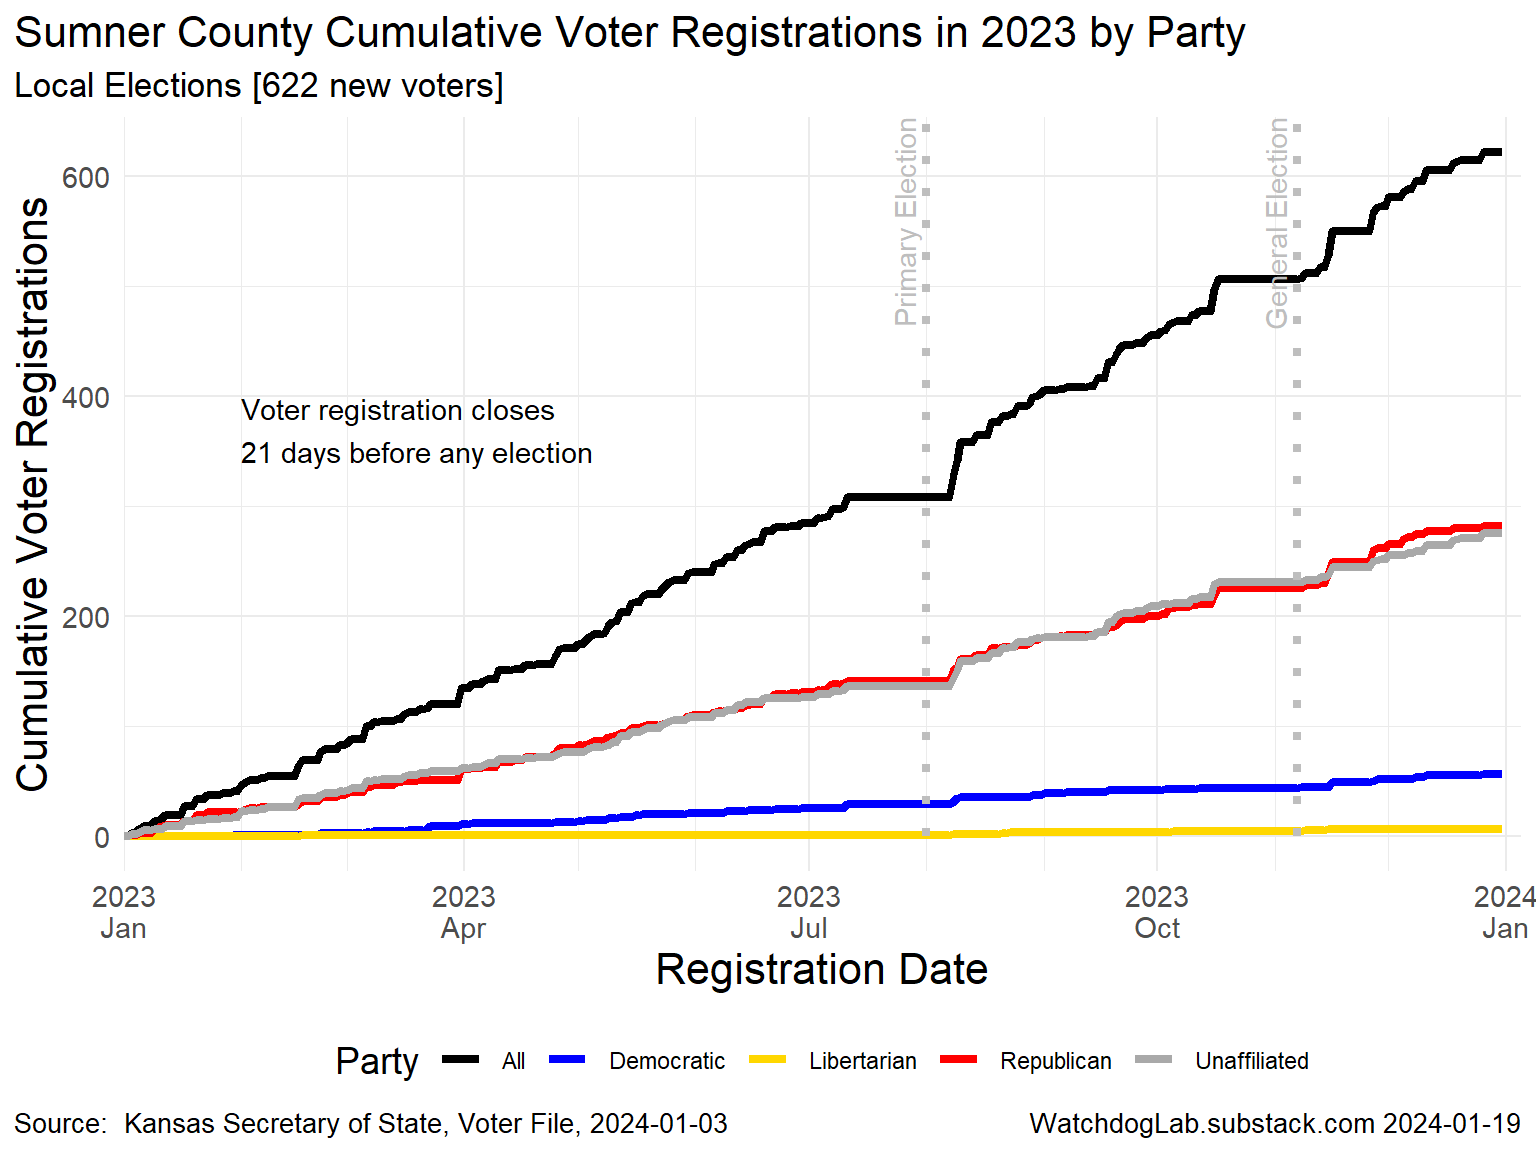 Sumner County Cumulative Voter Registrations in 2023 by Party
Local Elections [622 new voters]
Cumulative Voter Registrations
600
400
200
0
Primary Election
General Election
Voter registration closes
21 days before any election
2023 2023 2023 2023 2024
Jan Apr Jul Oct Jan
Registration Date
Party All Democratic Libertarian Republican Unaffiliated
Source:  Kansas Secretary of State, Voter File, 2024-01-03
WatchdogLab.substack.com 2024-01-19